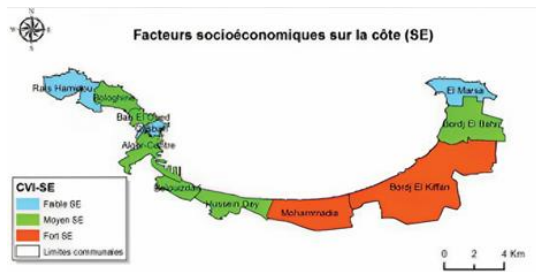 Facteurs socioéconomiques sur la côte (SE)
N
Rais Hamidou
Bologhine
Bab El Oued
Casbah
Alger-Centre
Belouizdad
Hussein Dey
Mohammadia
Bordj El Kiffan
Bordj El Bahri
El Marsa
CVI-SE
Faible SE
Moyen SE
Fort SE
Limites communales
0 2 4 Km